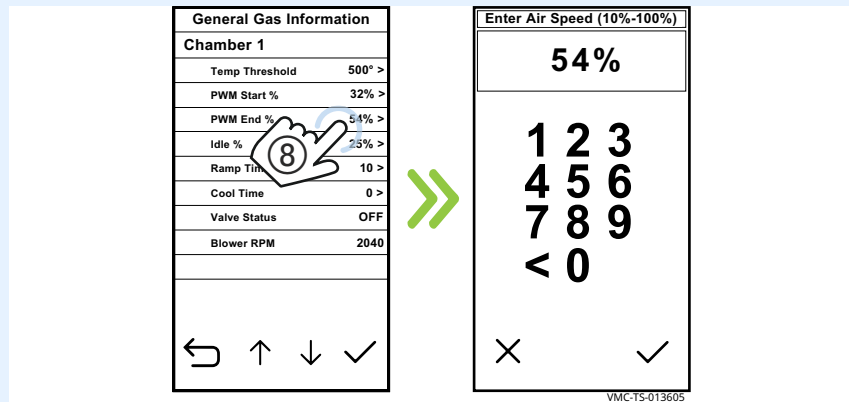 General Gas Information
Chamber 1
Temp Threshold 500° >
PWM Start % 32% >
PWM End % 54% >
Idle % 25% >
Ramp Tim 10 >
Cool Time 0 >
Valve Status OFF
Blower RPM 2040
8
Enter Air Speed (10%-100%)
54%
1 2 3
4 5 6
7 8 9
< 0
VMC-TS-013605